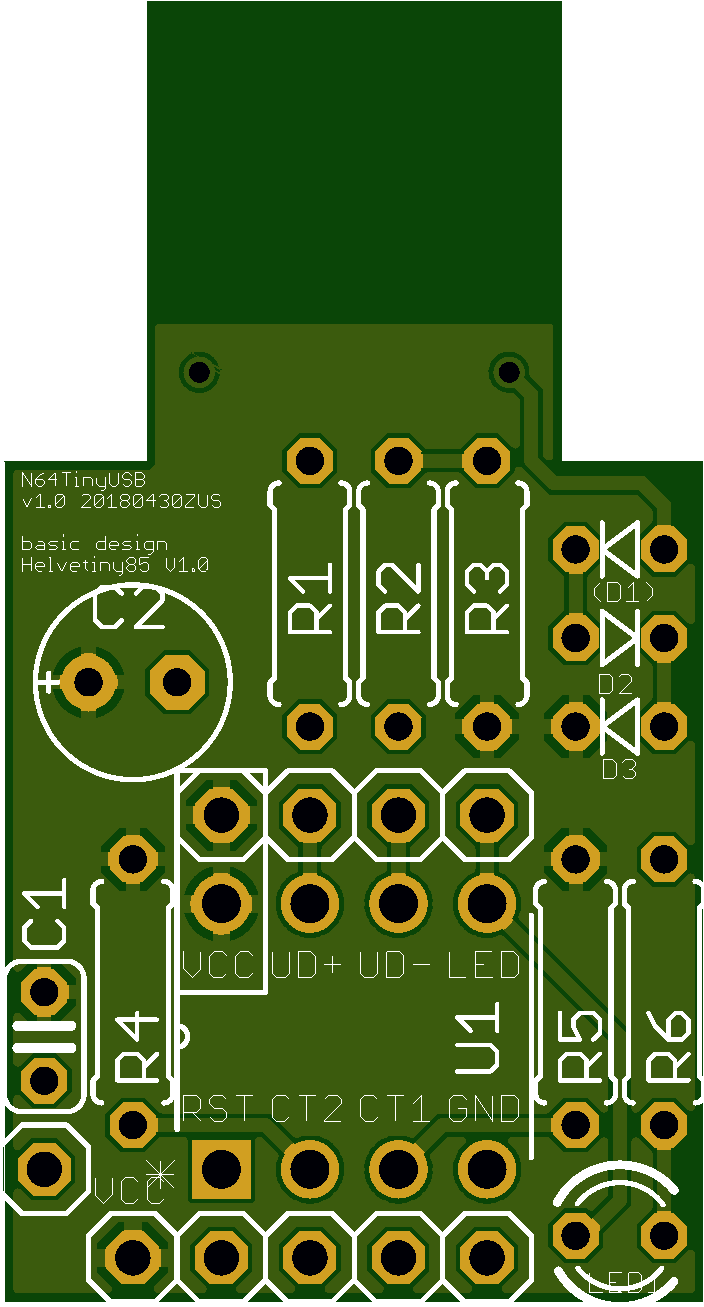 N64TinyUSB
v1.0 20180430ZUS
basic design
Helvetiny85 V1.0
C2
+
R1
R2
R3
(D1)
D2
D3
C1
VCC UD+ UD- LED
R4
U1
R5
R6
RST CT2 CT1 GND
VCC
LED1